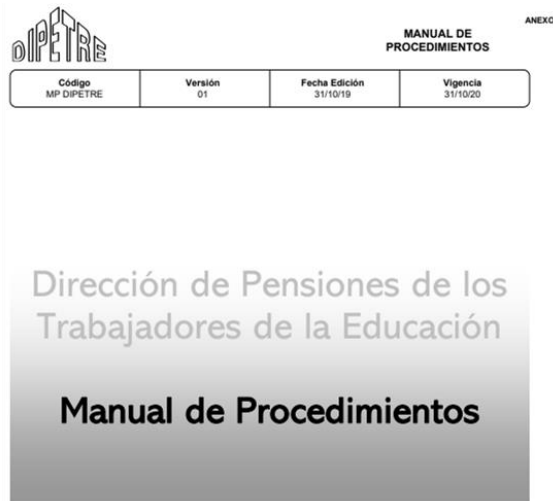 DIPETRE
ANEXO
MANUAL DE
PROCEDIMIENTOS
Código
MP DIPETRE
Versión
01
Fecha Edición
31/10/19
Vigencia
31/10/20
Dirección de Pensiones de los
Trabajadores de la Educación
Manual de Procedimientos